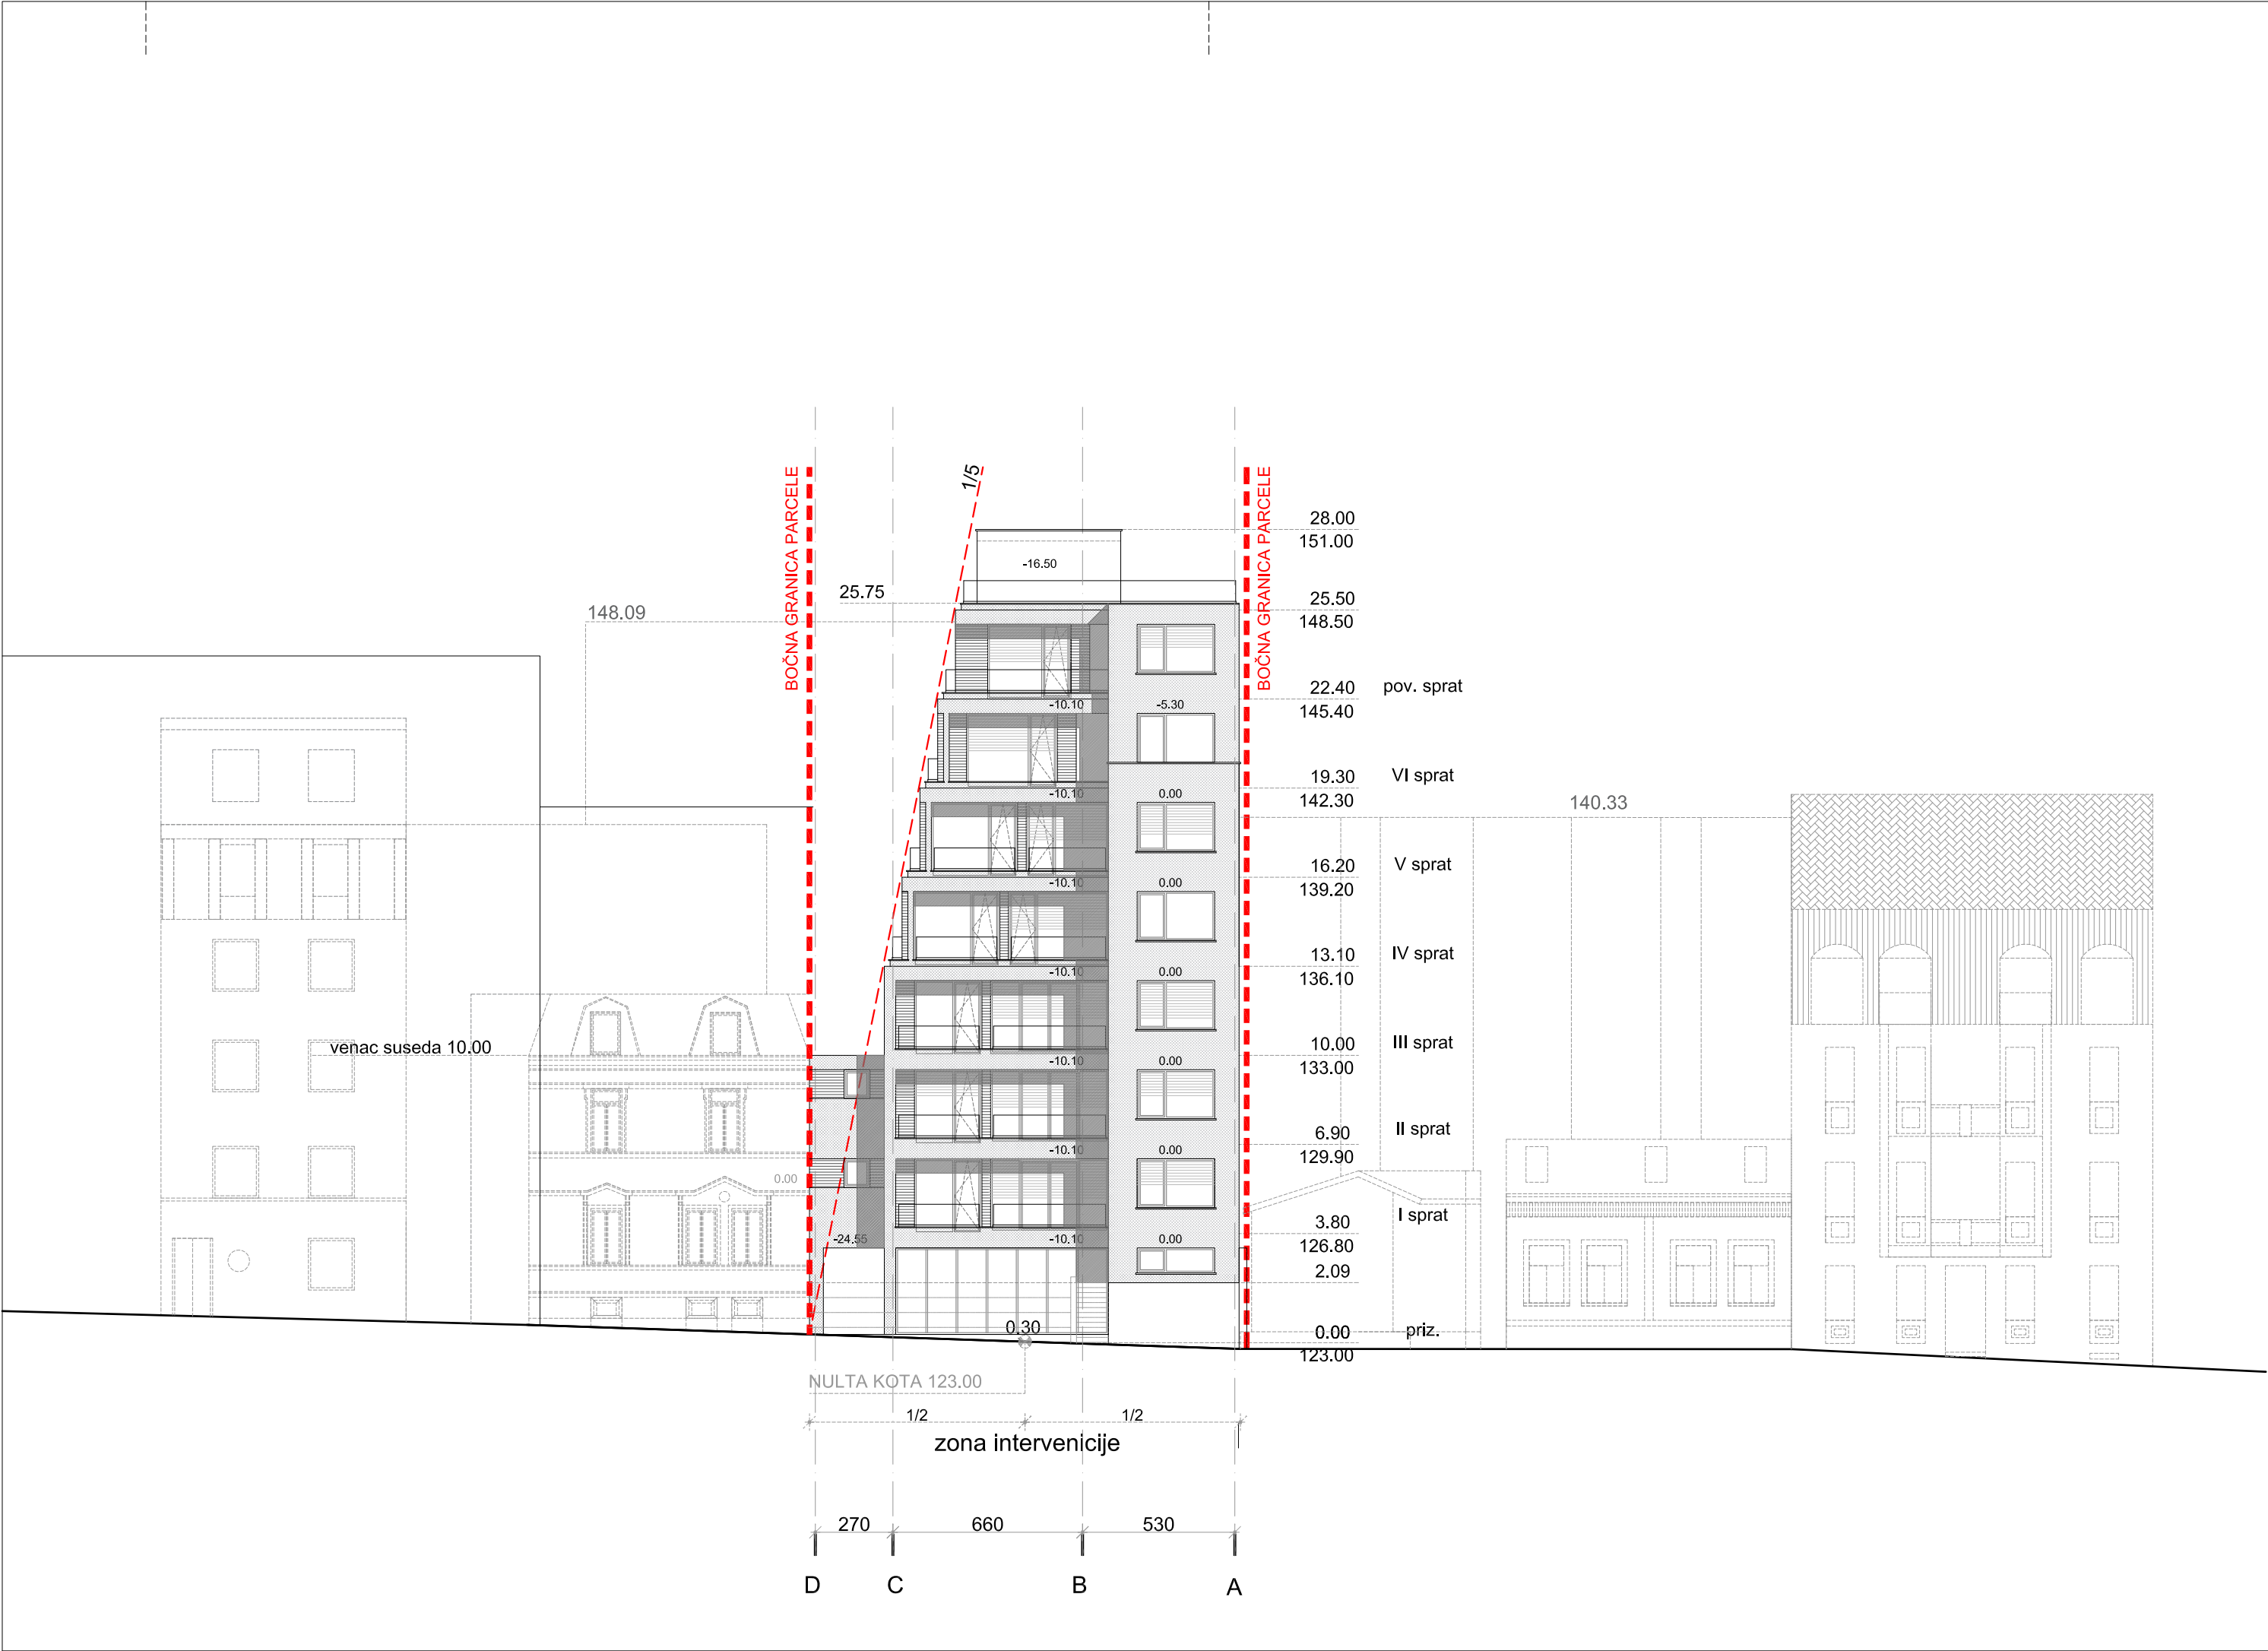 BOČNA GRANICA PARCELE
1/5
BOČNA GRANICA PARCELE
28.00
151.00
-16.50
25.75
25.50
148.50
148.09
22.40
pov. sprat
145.40
-10.10
-5.30
19.30
VI sprat
142.30
-10.10
0.00
140.33
16.20
V sprat
139.20
-10.10
0.00
13.10
IV sprat
136.10
-10.10
0.00
venac suseda 10.00
10.00
III sprat
133.00
-10.10
0.00
6.90
II sprat
129.90
-10.10
0.00
0.00
3.80
I sprat
126.80
-24.55
-10.10
0.00
2.09
0.30
0.00
priz.
123.00
NULTA KOTA 123.00
1/2
1/2
zona intervenicije
270
660
530
D
C
B
A